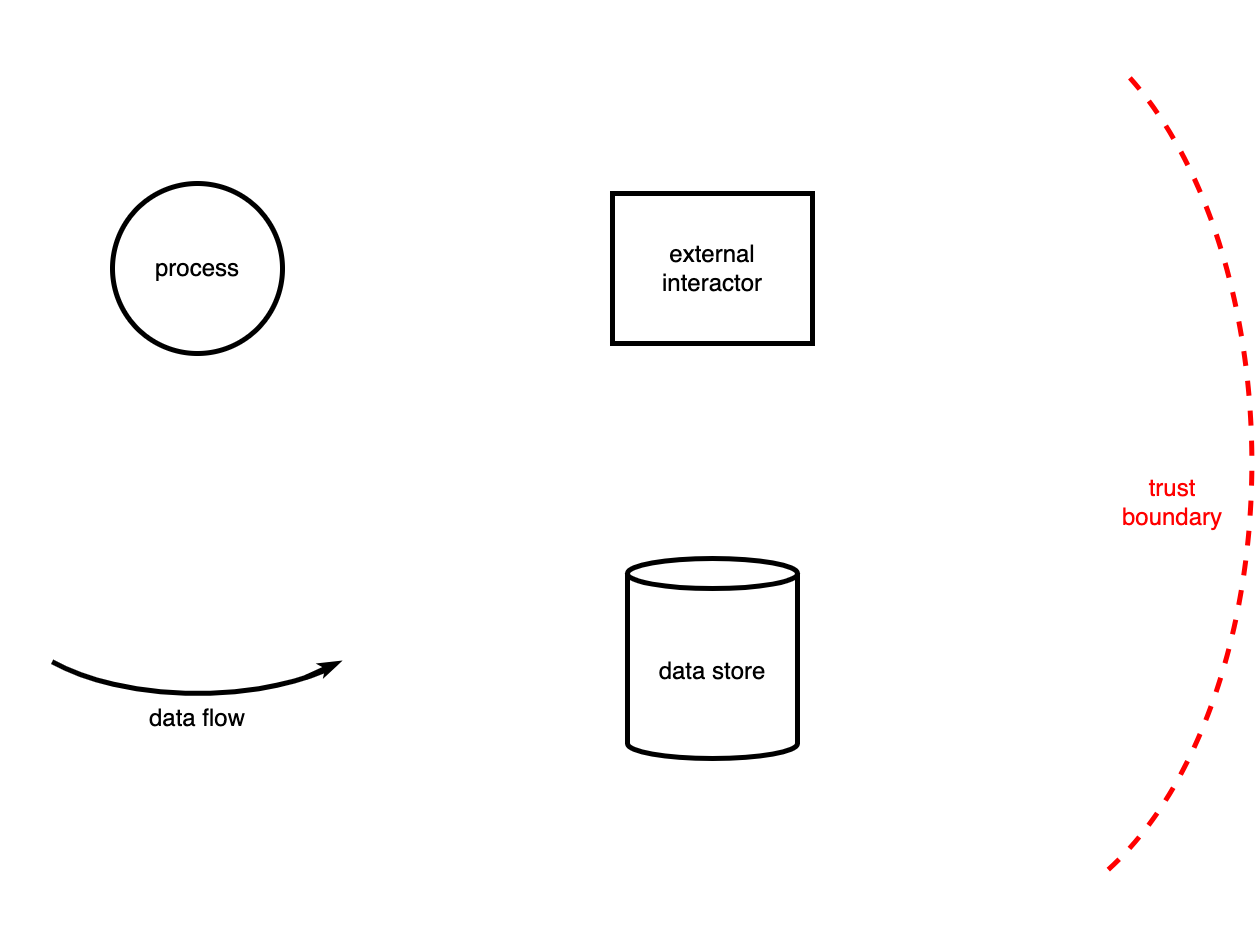 process
external
interactor
trust
boundary
data store
data flow